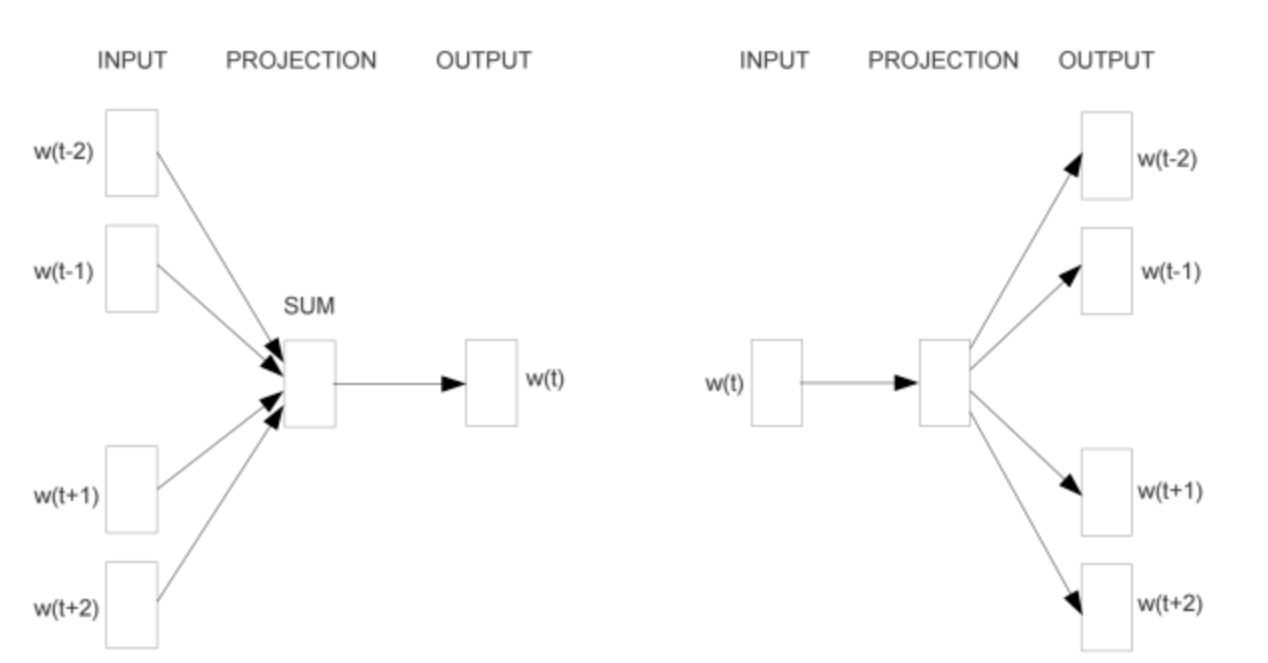 INPUT PROJECTION OUTPUT
w(t-2)
w(t-1)
SUM
w(t)
w(t+1)
w(t+2)
INPUT PROJECTION OUTPUT
w(t-2)
w(t-1)
w(t)
w(t+1)
w(t+2)